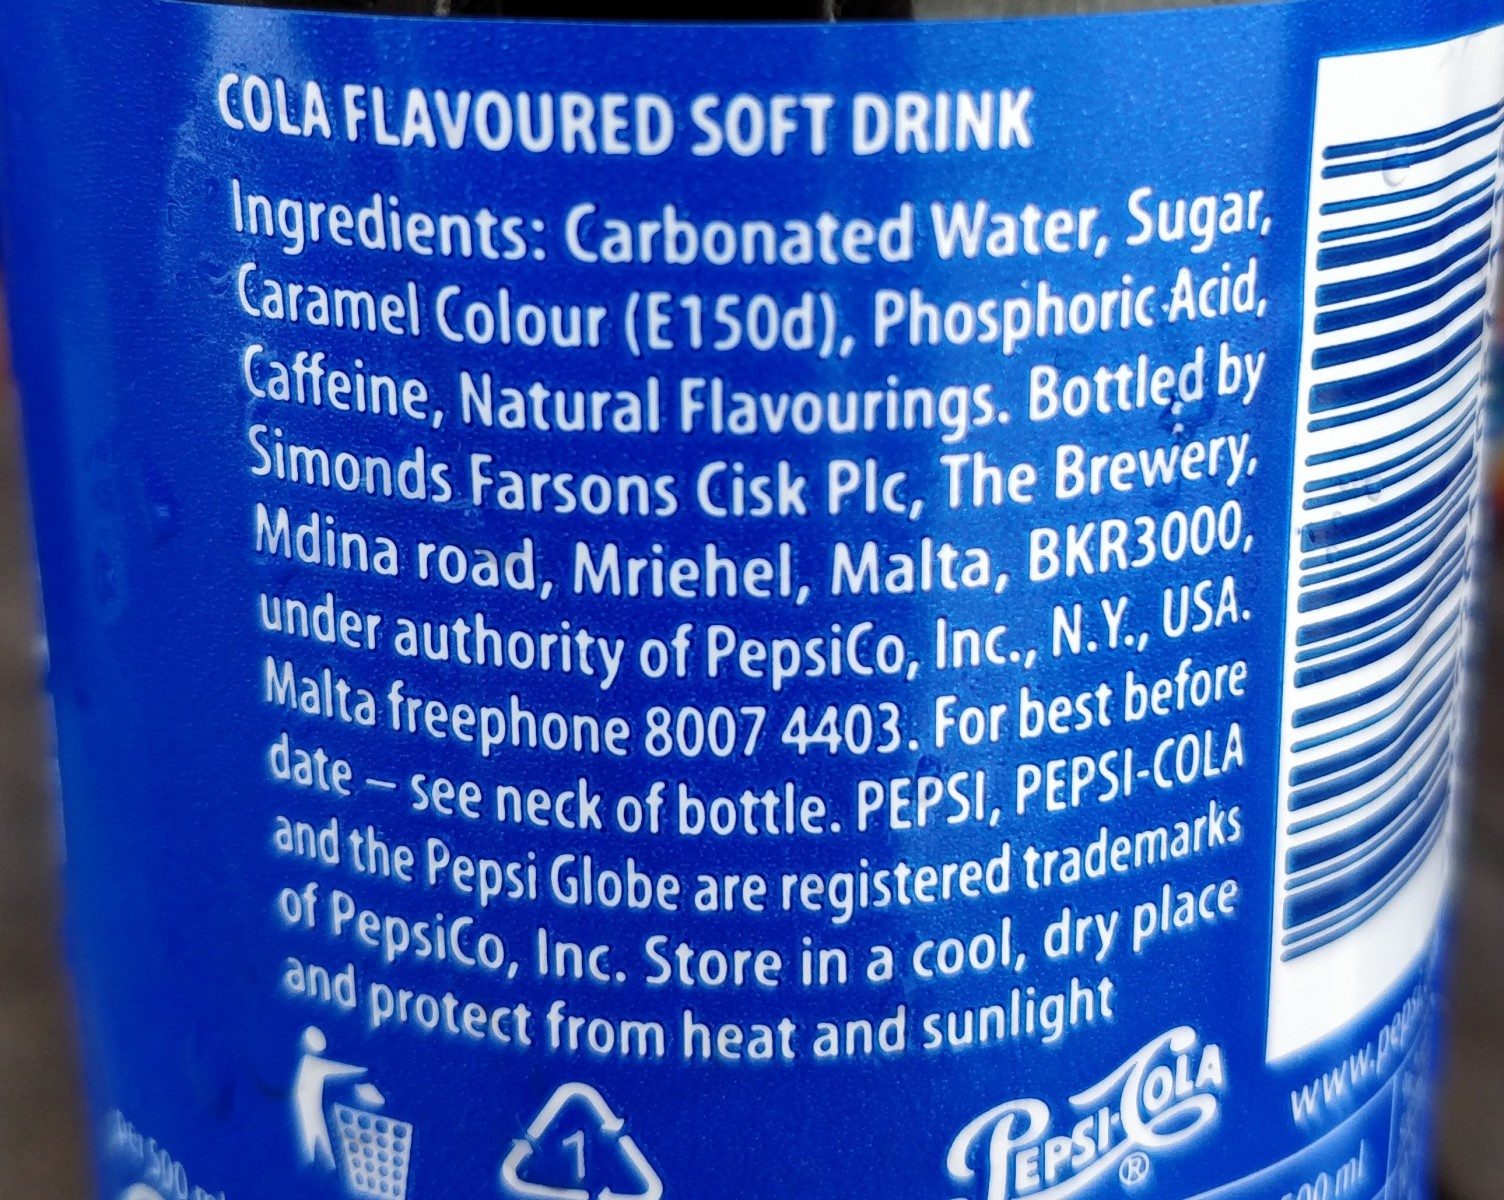 COLA FLAVOURED SOFT DRINK
Ingredients: Carbonated Water, Sugar,
Caramel Colour (E150d), Phosphoric Acid,
Caffeine, Natural Flavourings. Bottled by
Simonds Farsons Cisk Plc, The Brewery,
Mdina road, Mriehel, Malta, BKR3000,
under authority of PepsiCo, Inc., N.Y., USA.
Malta freephone 8007 4403. For best before
date – see neck of bottle. PEPSI, PEPSI-COLA
and the Pepsi Globe are registered trademarks
of PepsiCo, Inc. Store in a cool, dry place
and protect from heat and sunlight
1
PEPSI-COLA
®